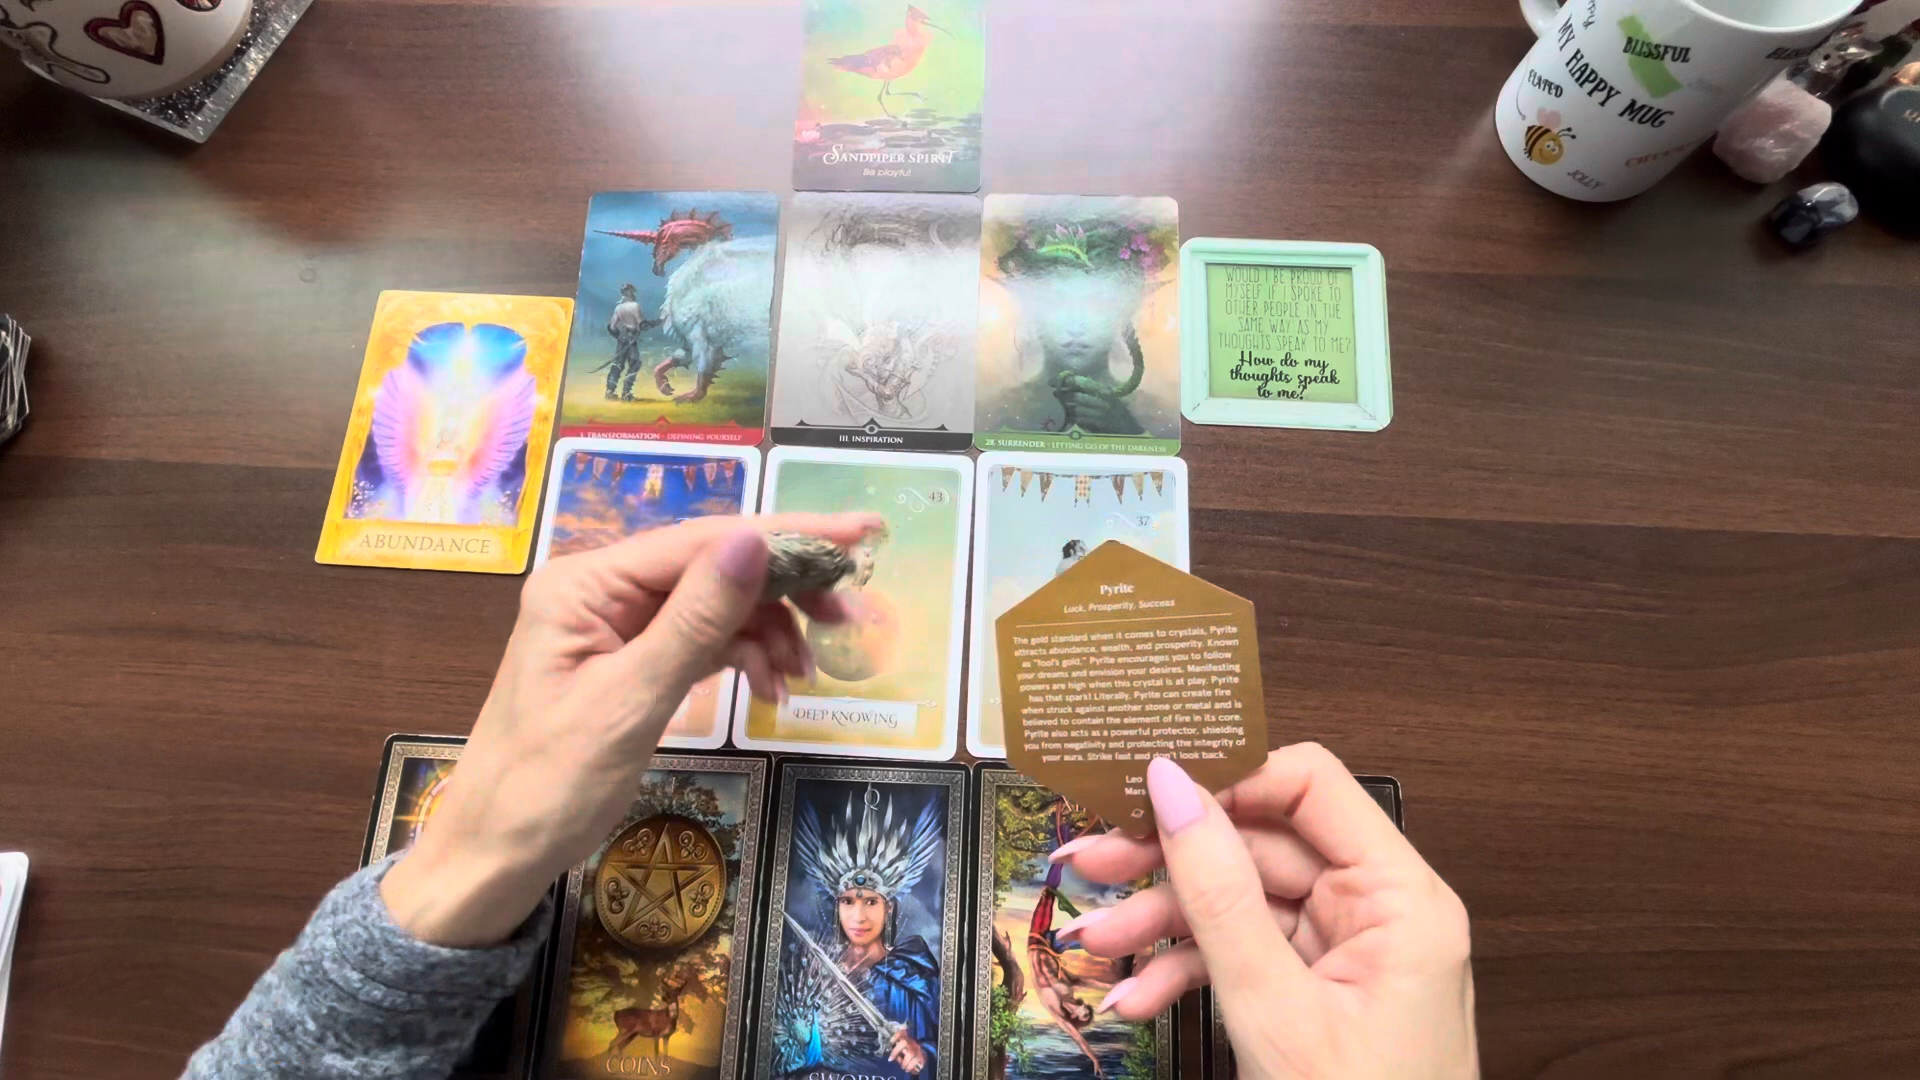 SANDPIPER SPIRIT
Be playful
happy
BLISSFUL
ELATED
MY HAPPY MUG
JOLLY
I. TRANSFORMATION - DEFINING YOURSELF
III. INSPIRATION
28. SURRENDER - LETTING GO OF THE DARKNESS
WOULD I BE PROUD OF
MYSELF IF I SPOKE TO
OTHER PEOPLE IN THE
SAME WAY AS MY
THOUGHTS SPEAK TO ME?
How do my
thoughts speak
to me?
ABUNDANCE
43
37
DEEP KNOWING
Pyrite
Luck, Prosperity, Success
The gold standard when it comes to crystals, Pyrite
attracts abundance, wealth, and prosperity. Known
as "fool's gold," Pyrite encourages you to follow
your dreams and envision your desires. Manifesting
powers are high when this crystal is at play. Pyrite
has that spark! Literally, Pyrite can create fire
when struck against another stone or metal and is
believed to contain the element of fire in its core.
Pyrite also acts as a powerful protector, shielding
you from negativity and protecting the integrity of
your aura. Strike fast and don't look back.
Leo
Mars
Q
COINS
SWORDS